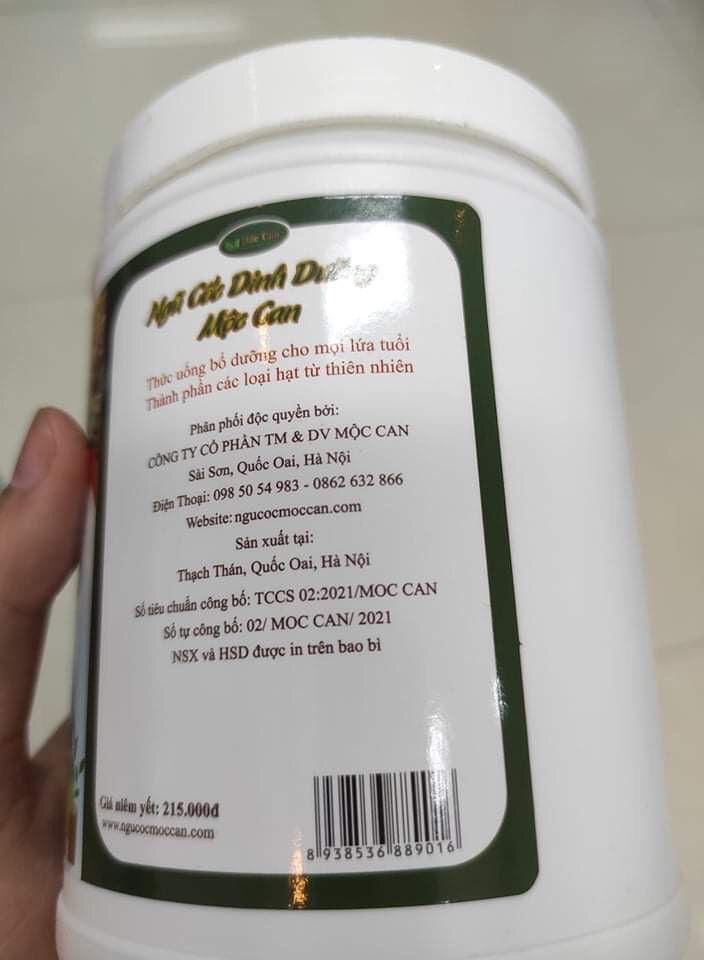 Mộc Can
Ngũ Cốc Dinh Dưỡng
Mộc Can
Thức uống bổ dưỡng cho mọi lứa tuổi
Thành phần các loại hạt từ thiên nhiên
Phân phối độc quyền bởi:
CÔNG TY CỔ PHẦN TM & DV MỘC CAN
Sài Sơn, Quốc Oai, Hà Nội
Điện Thoại: 098 50 54 983 - 0862 632 866
Website: ngucocmoccan.com
Sản xuất tại:
Thạch Thán, Quốc Oai, Hà Nội
Số tiêu chuẩn công bố: TCCS 02:2021/MOC CAN
Số tự công bố: 02/ MOC CAN/ 2021
NSX và HSD được in trên bao bì
Giá niêm yết: 215.000đ
www.ngucocmoccan.com
8 938536 889016